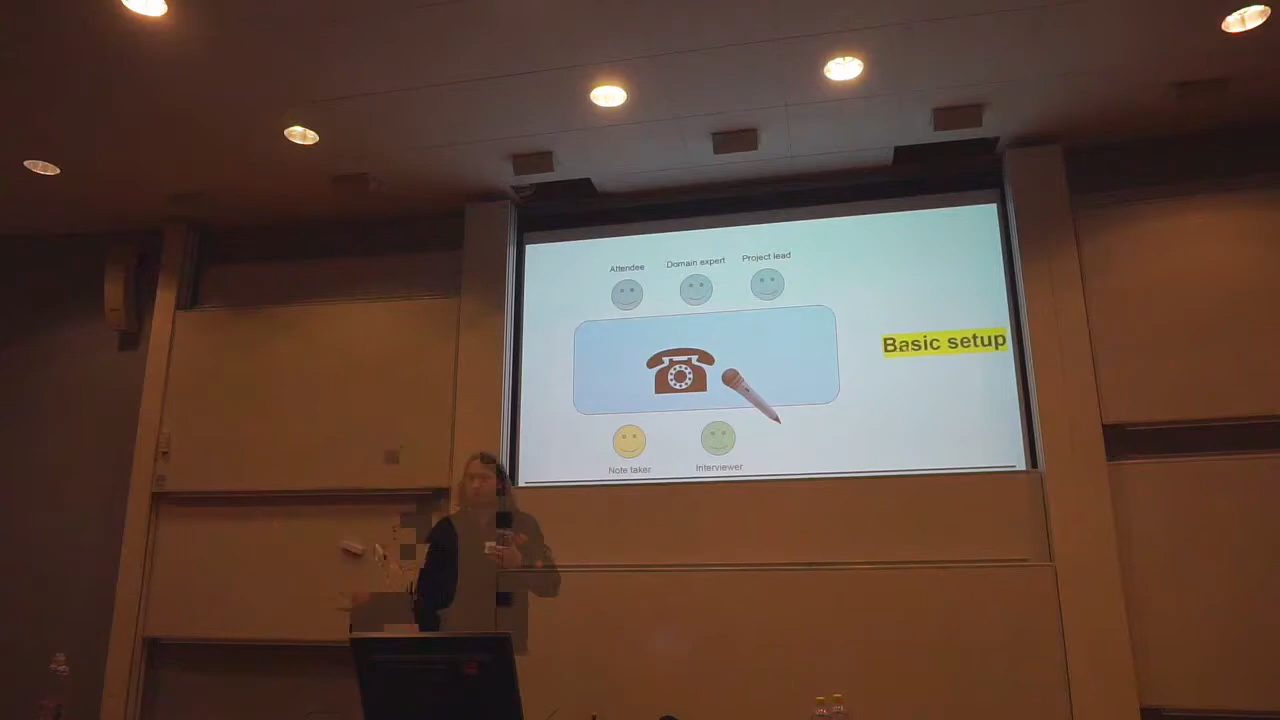 Attendee
Domain expert
Project lead
Basic setup
Note taker
Interviewer